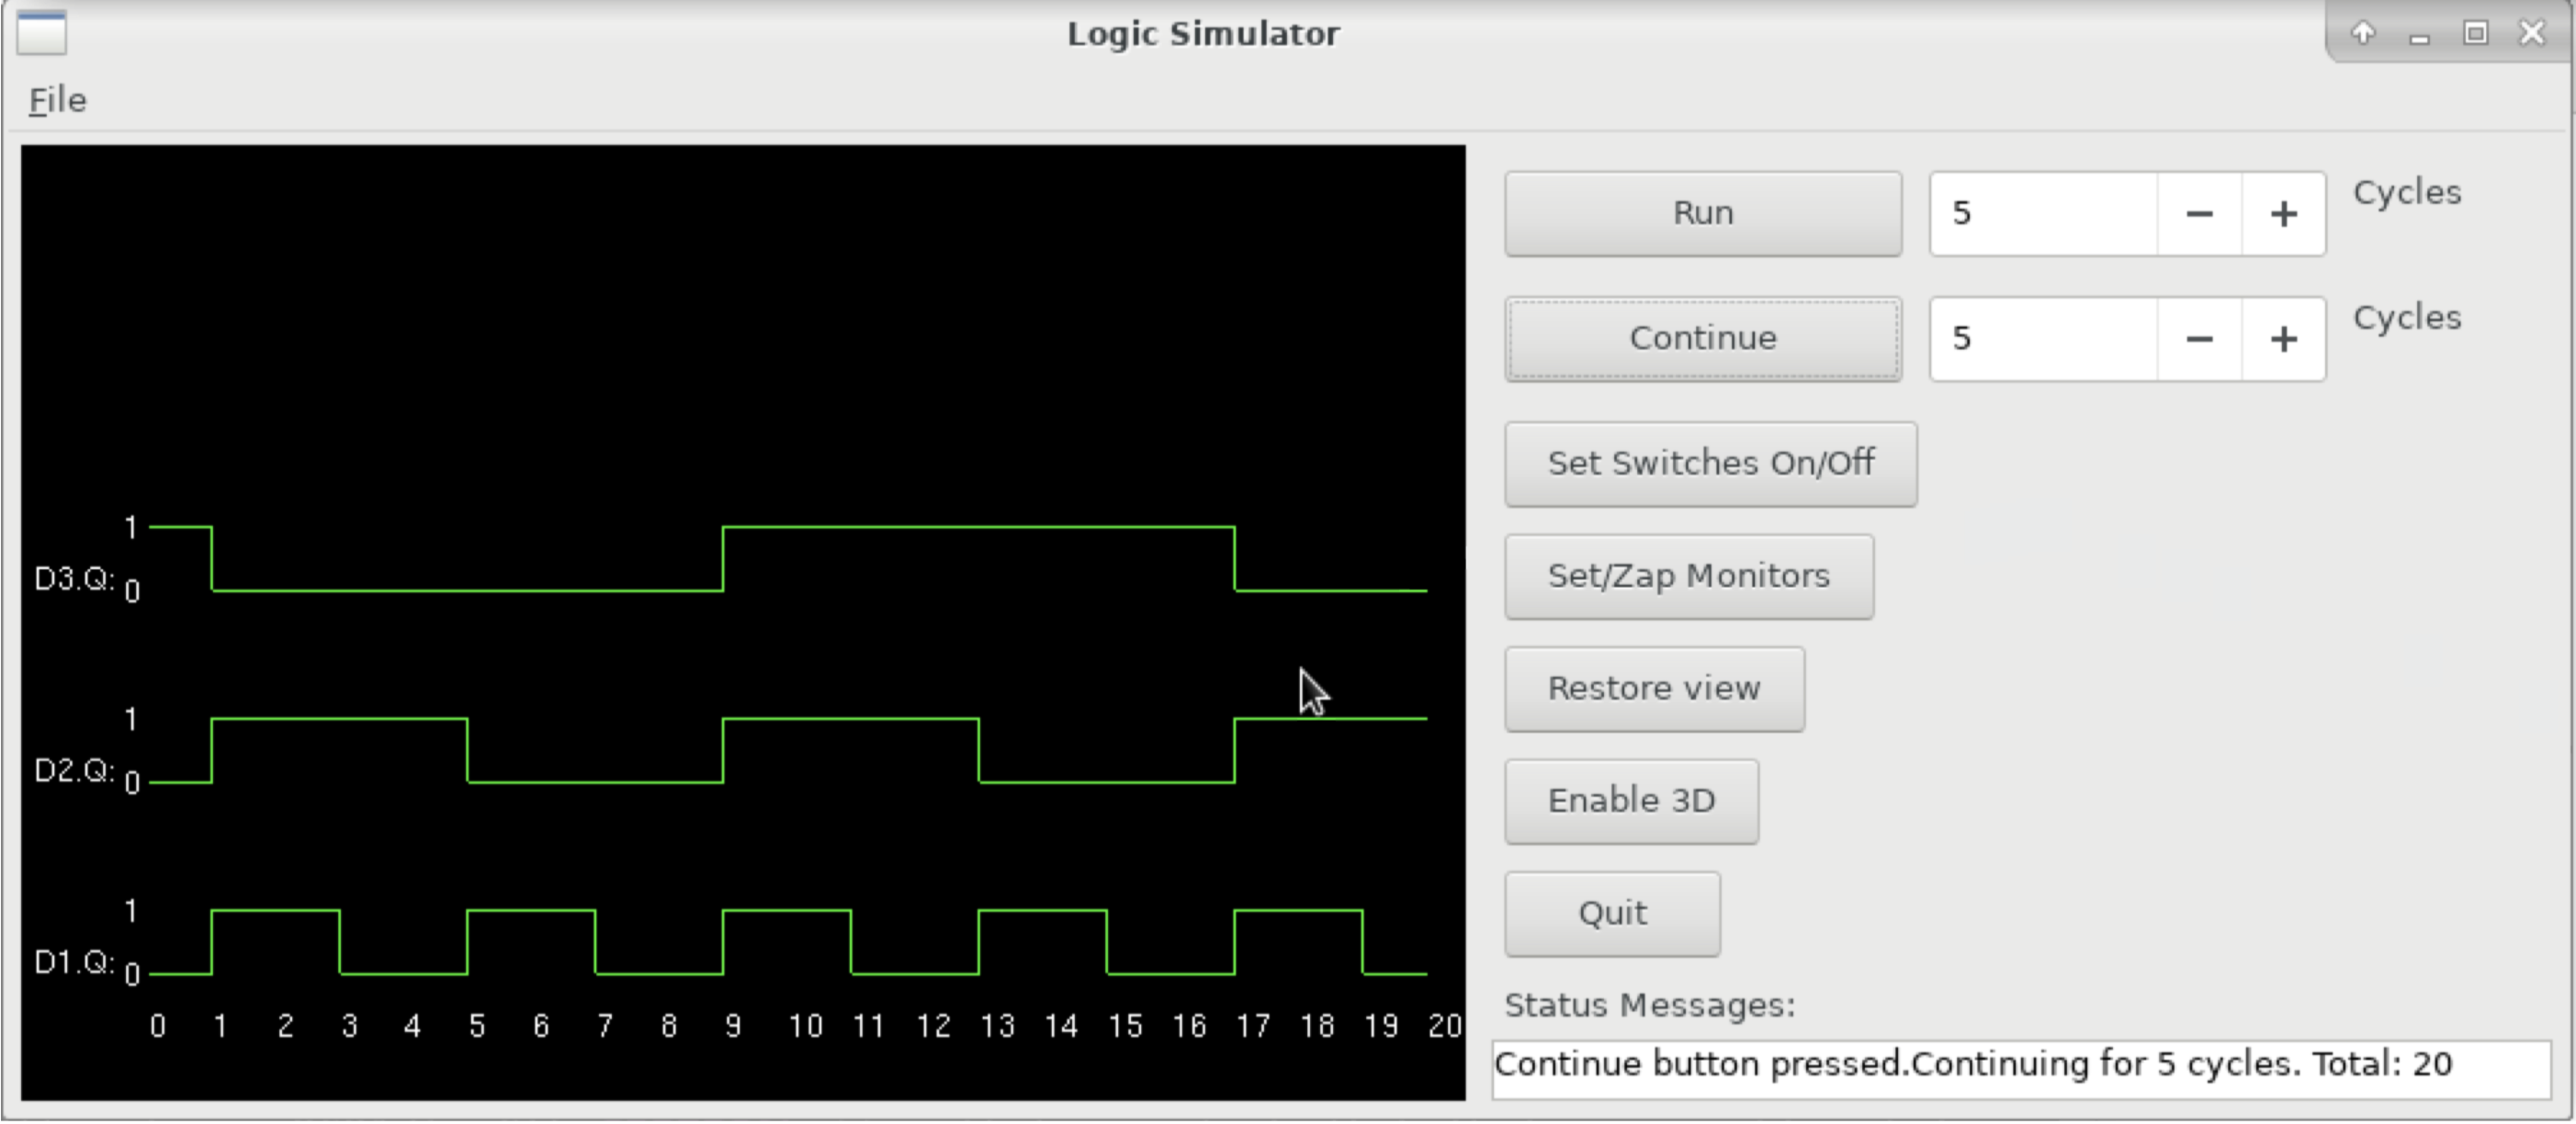 Logic Simulator
File
Run 5 Cycles
Continue 5 Cycles
Set Switches On/Off
Set/Zap Monitors
Restore view
Enable 3D
Quit
Status Messages:
Continue button pressed.Continuing for 5 cycles. Total: 20
1
D3.Q: 0
1
D2.Q: 0
1
D1.Q: 0
0 1 2 3 4 5 6 7 8 9 10 11 12 13 14 15 16 17 18 19 20